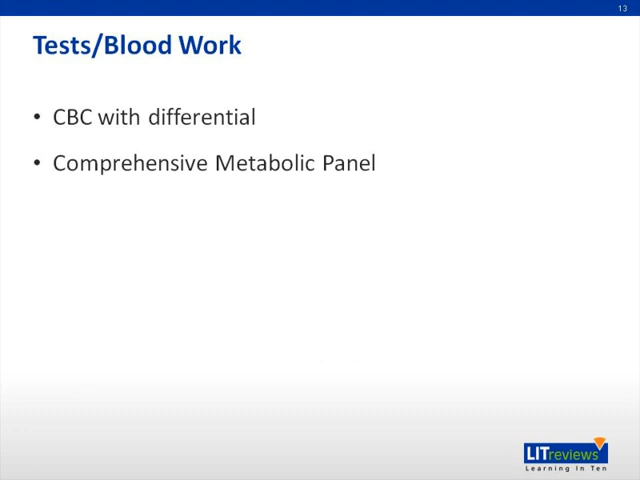 13
Tests/Blood Work
• CBC with differential
• Comprehensive Metabolic Panel
LITreviews
Learning In Ten